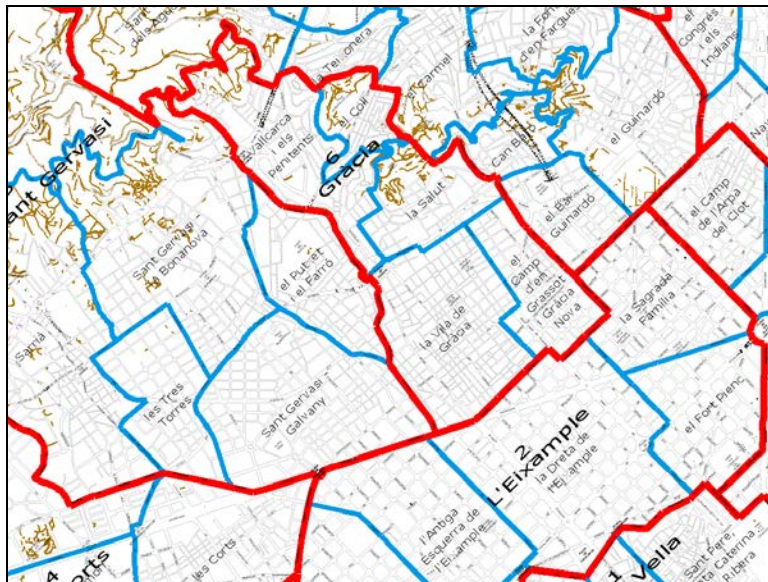 Sant
dels
la Teixonera
la Font
d'en Fargues
el Congrés
i els
Indians
el Carmel
el Coll
Vallcarca
i els
Penitents
6
Gràcia
Can B
el Guinardó
Sant Gervasi
la Salut
el Baix
Guinardó
el Camp
de l'Arpa
del Clot
Sant Gervasi
la Bonanova
el Putxet
el Farró
el
Camp
d'en
Grassot
Gràcia
Nova
la Sagrada
Família
la Vila de
Gràcia
Sarrià
les Tres
Torres
Sant Gervasi
Galvany
el Fort Pienc
2
L'Eixample
la Dreta de
l'Eixample
l'Antiga
Esquerra de
l'Eixample
les Corts
4
orts
1
Vella
Sant Pere,
Caterina
Ribera